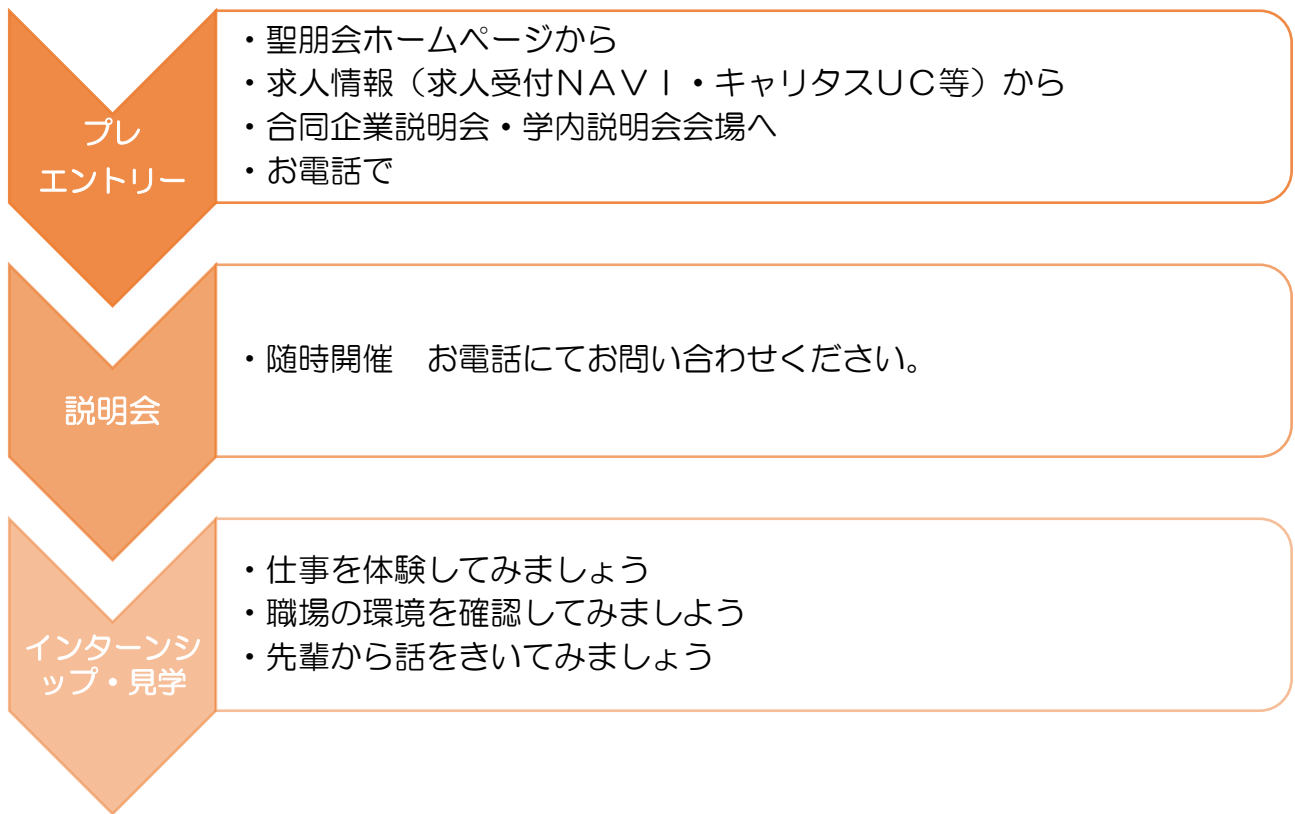 プレ
エントリー
・聖朋会ホームページから
・求人情報（求人受付ＮＡＶＩ・キャリタスＵＣ等）から
・合同企業説明会・学内説明会会場へ
・お電話で
説明会
・随時開催　お電話にてお問い合わせください。
インターンシ
ップ・見学
・仕事を体験してみましょう
・職場の環境を確認してみましよう
・先輩から話をきいてみましょう